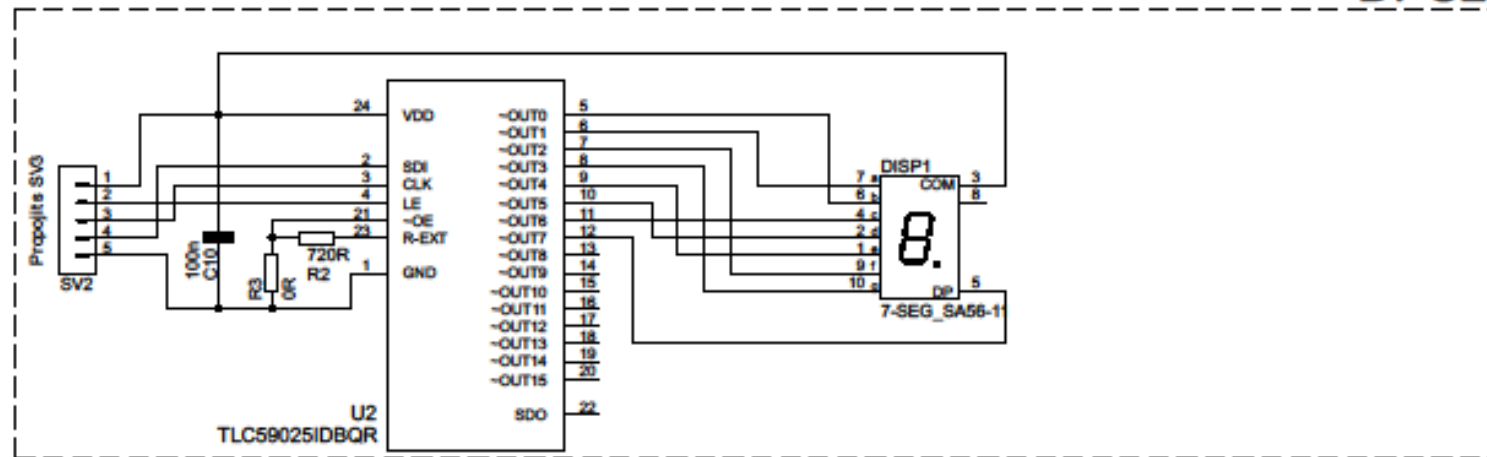 Propojit s SV3
1
2
3
4
5
SV2
100n
C10
R3
0R
720R
R2
24
2
3
4
21
23
1
VDD
SDI
CLK
LE
~OE
R-EXT
GND
~OUT0
~OUT1
~OUT2
~OUT3
~OUT4
~OUT5
~OUT6
~OUT7
~OUT8
~OUT9
~OUT10
~OUT11
~OUT12
~OUT13
~OUT14
~OUT15
SDO
5
6
7
8
9
10
11
12
13
14
15
16
17
18
19
20
22
U2
TLC59025IDBQR
DISP1
7 a
6 b
4 c
2 d
1 e
9 f
10 g
COM
3
8
8.
DP
5
7-SEG_SA56-11